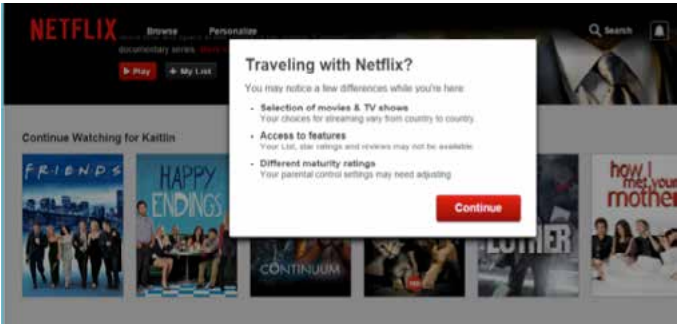 NETFLIX
Browse
Personalize
Search
documentary series.
Play
+ My List
Traveling with Netflix?
You may notice a few differences while you're here:
• Selection of movies & TV shows
Your choices for streaming vary from country to country
• Access to features
Your List, star ratings and reviews may not be available
• Different maturity ratings
Your parental control settings may need adjusting
Continue
Continue Watching for Kaitlin
F·R·I·E·N·D·S
HAPPY
ENDINGS
CONTINUUM
LUTHER
how i
met your
mother